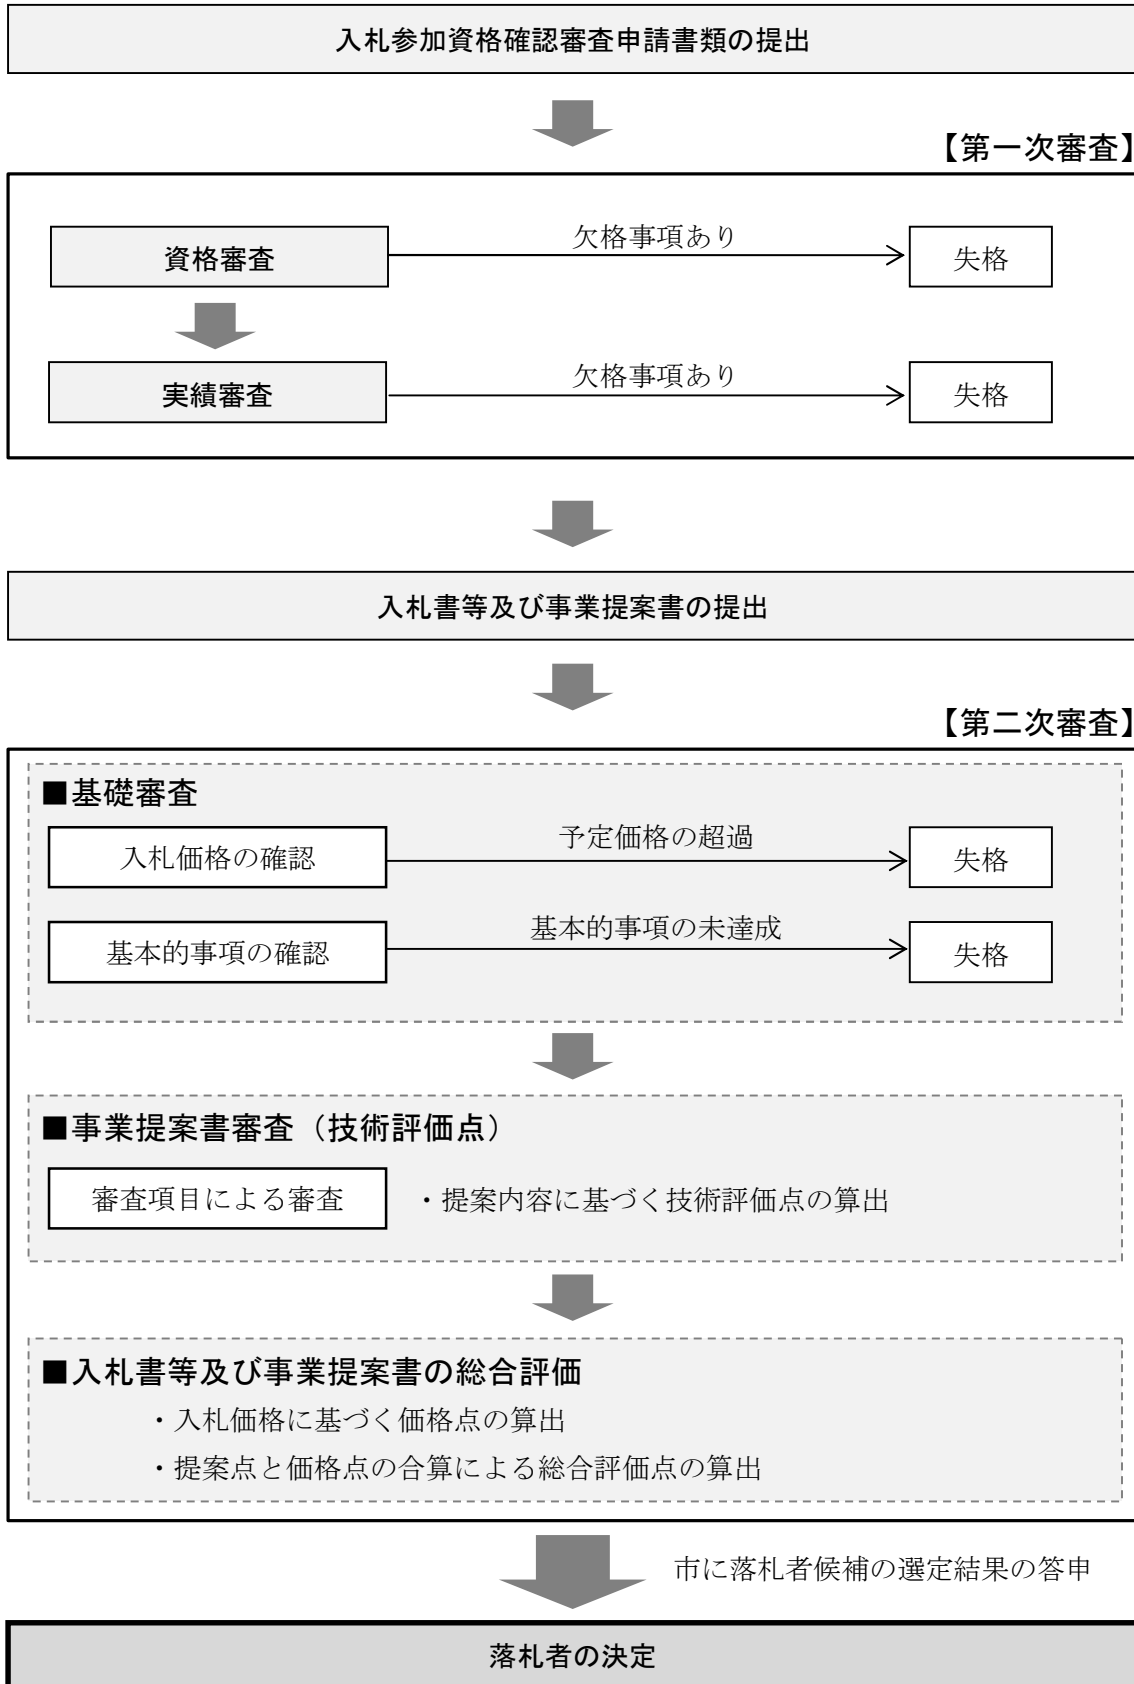 入札参加資格確認審査申請書類の提出
【第一次審査】
資格審査
欠格事項あり
失格
実績審査
欠格事項あり
失格
入札書等及び事業提案書の提出
【第二次審査】
■基礎審査
入札価格の確認
予定価格の超過
失格
基本的事項の確認
基本的事項の未達成
失格
■事業提案書審査（技術評価点）
審査項目による審査
・提案内容に基づく技術評価点の算出
■入札書等及び事業提案書の総合評価
・入札価格に基づく価格点の算出
・提案点と価格点の合算による総合評価点の算出
市に落札者候補の選定結果の答申
落札者の決定